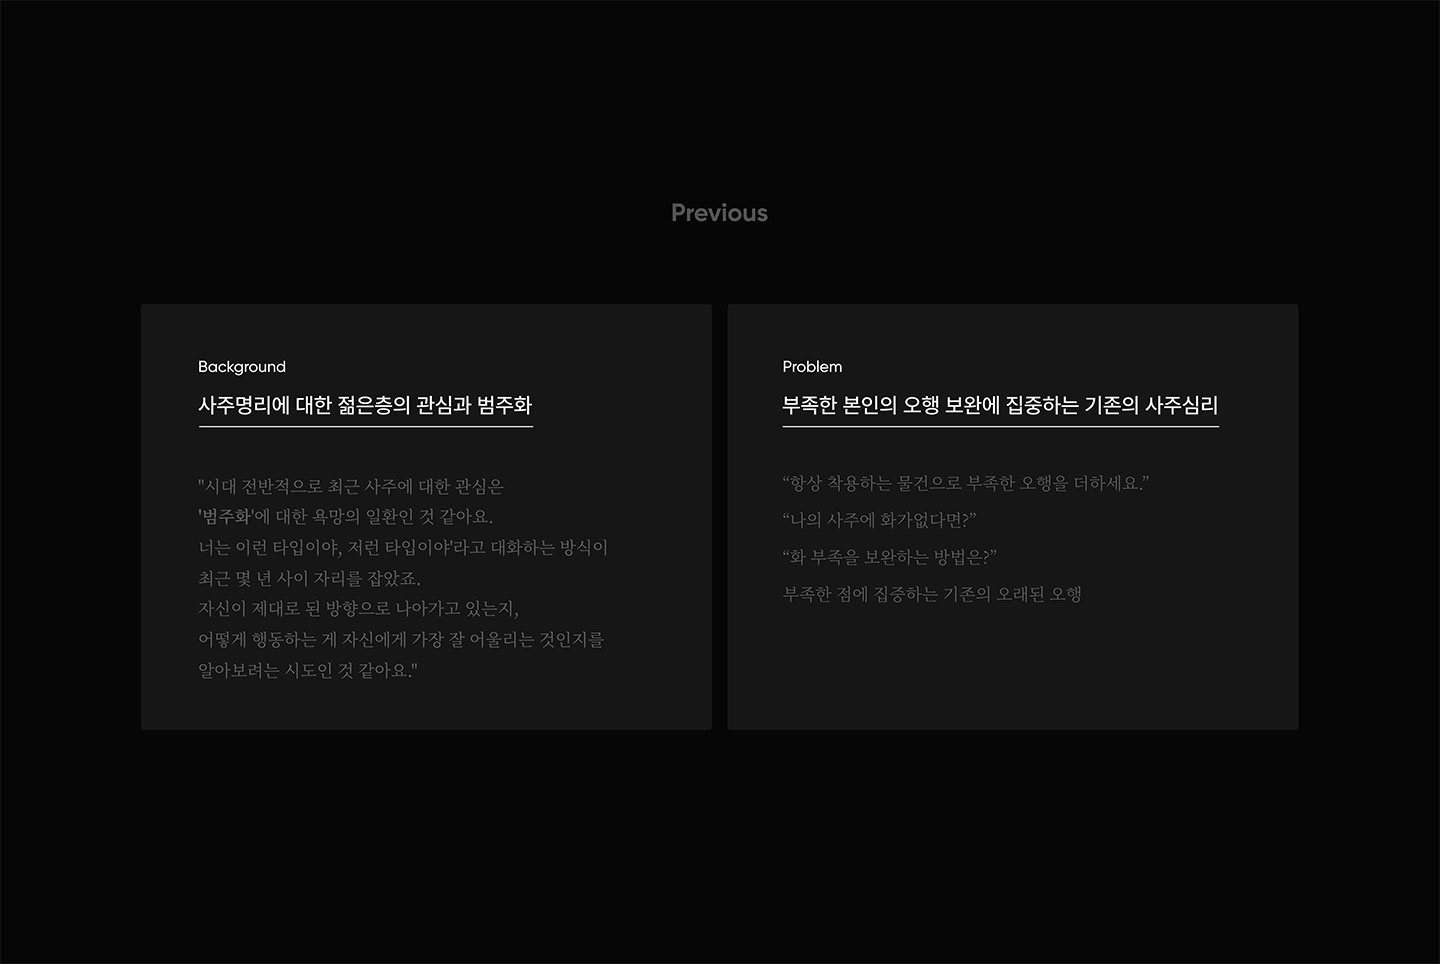 Previous
Background
사주명리에 대한 젊은층의 관심과 범주화
"시대 전반적으로 최근 사주에 대한 관심은
'범주화'에 대한 욕망의 일환인 것 같아요.
너는 이런 타입이야, 저런 타입이야'라고 대화하는 방식이
최근 몇 년 사이 자리를 잡았죠.
자신이 제대로 된 방향으로 나아가고 있는지,
어떻게 행동하는 게 자신에게 가장 잘 어울리는 것인지를
알아보려는 시도인 것 같아요."
Problem
부족한 본인의 오행 보완에 집중하는 기존의 사주심리
“항상 착용하는 물건으로 부족한 오행을 더하세요.”
“나의 사주에 화가없다면?”
“화 부족을 보완하는 방법은?”
부족한 점에 집중하는 기존의 오래된 오행